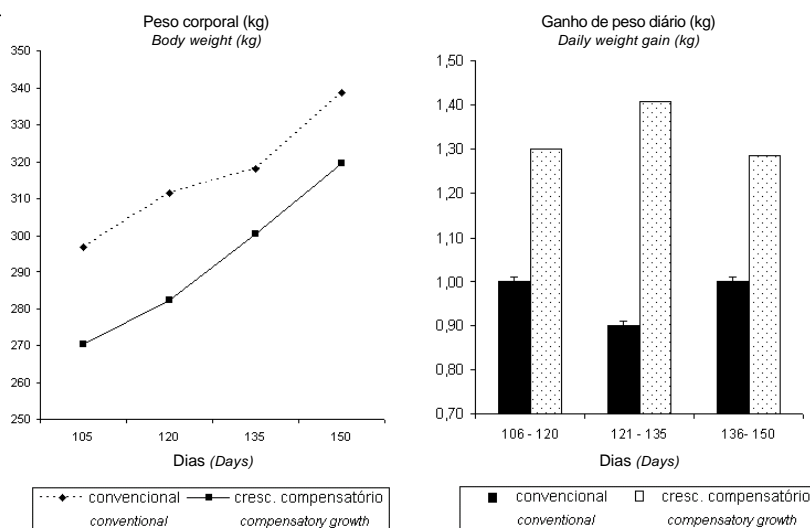 Peso corporal (kg)
Body weight (kg)
350
340
330
320
310
300
290
280
270
260
250
105 120 135 150
Dias (Days)
convencional cresc. compensatório
conventional compensatory growth
Ganho de peso diário (kg)
Daily weight gain (kg)
1,50
1,40
1,30
1,20
1,10
1,00
0,90
0,80
0,70
106 - 120 121 - 135 136- 150
Dias (Days)
convencional cresc. compensatório
conventional compensatory growth